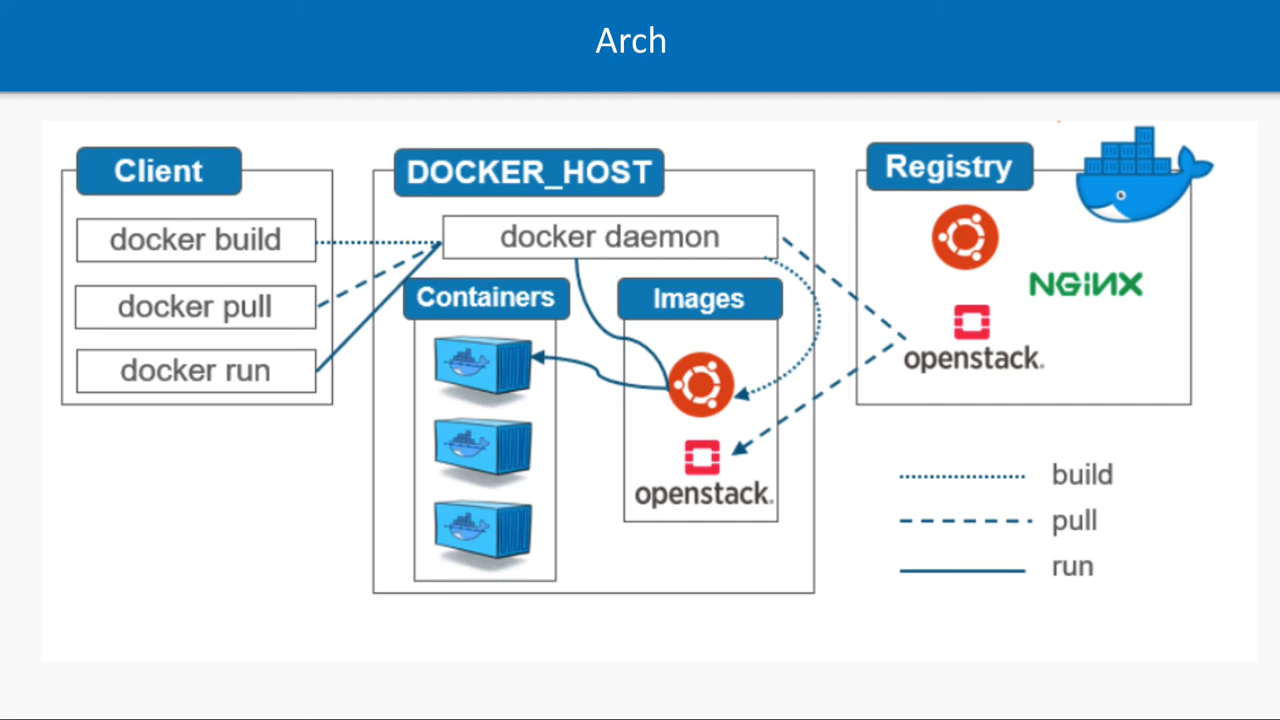 Arch
Client
docker build
docker pull
docker run
DOCKER_HOST
docker daemon
Containers
Images
openstack.
Registry
NGiNX
openstack.
build
pull
run